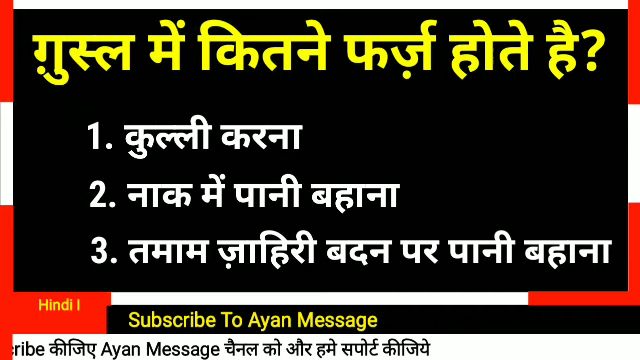 ग़ुस्ल में कितने फर्ज़ होते है?
1. कुल्ली करना
2. नाक में पानी बहाना
3. तमाम ज़ाहिरी बदन पर पानी बहाना
Hindi I
Subscribe To Ayan Message
cribe कीजिए Ayan Message चैनल को और हमे सपोर्ट कीजिये